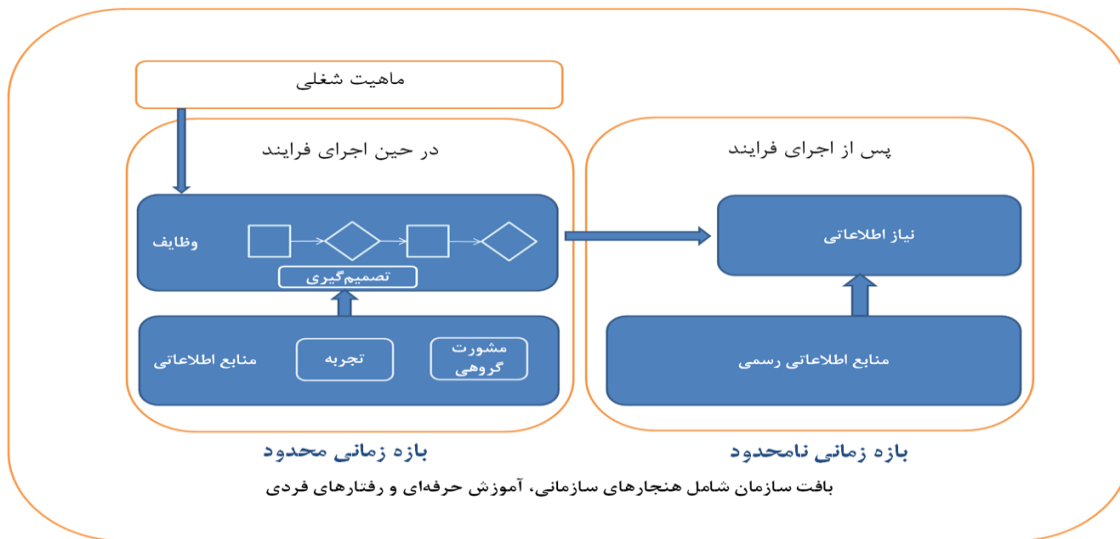 ماهیت شغلی
در حین اجرای فرایند
وظایف
تصمیم‌گیری
منابع اطلاعاتی
تجربه
مشورت
گروهی
بازه زمانی محدود
پس از اجرای فرایند
نیاز اطلاعاتی
منابع اطلاعاتی رسمی
بازه زمانی نامحدود
بافت سازمان شامل هنجارهای سازمانی، آموزش حرفه‌ای و رفتارهای فردی